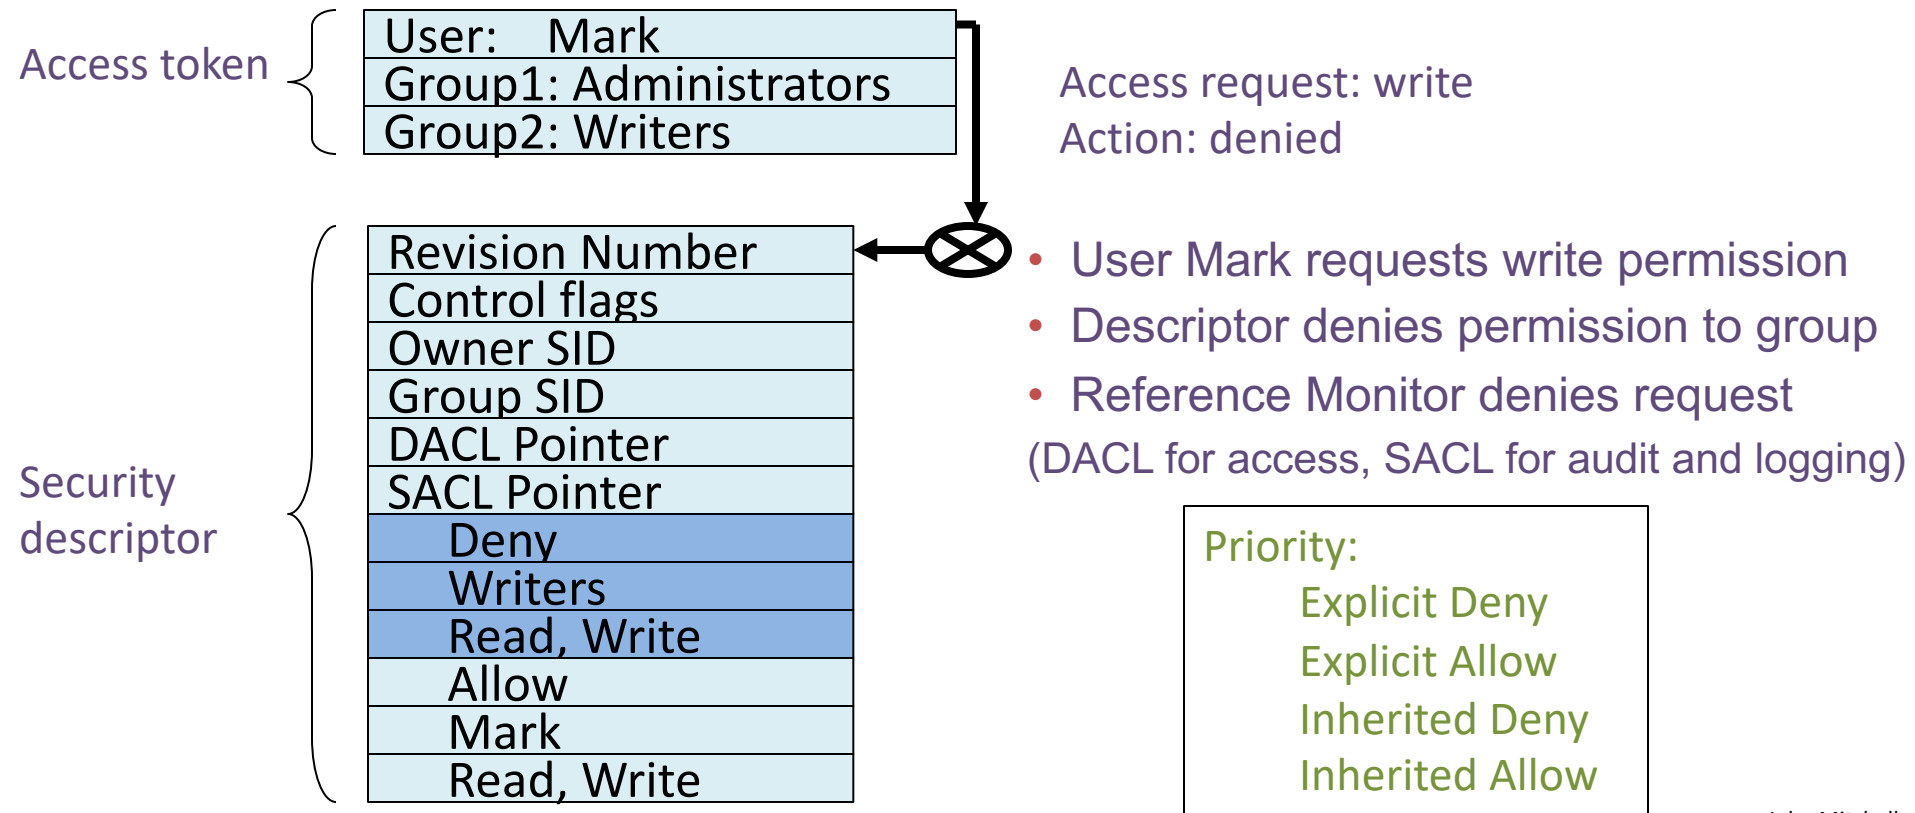 Access token
User: Mark
Group1: Administrators
Group2: Writers
Access request: write
Action: denied
Security
descriptor
Revision Number
Control flags
Owner SID
Group SID
DACL Pointer
SACL Pointer
Deny
Writers
Read, Write
Allow
Mark
Read, Write
• User Mark requests write permission
• Descriptor denies permission to group
• Reference Monitor denies request
(DACL for access, SACL for audit and logging)
Priority:
Explicit Deny
Explicit Allow
Inherited Deny
Inherited Allow